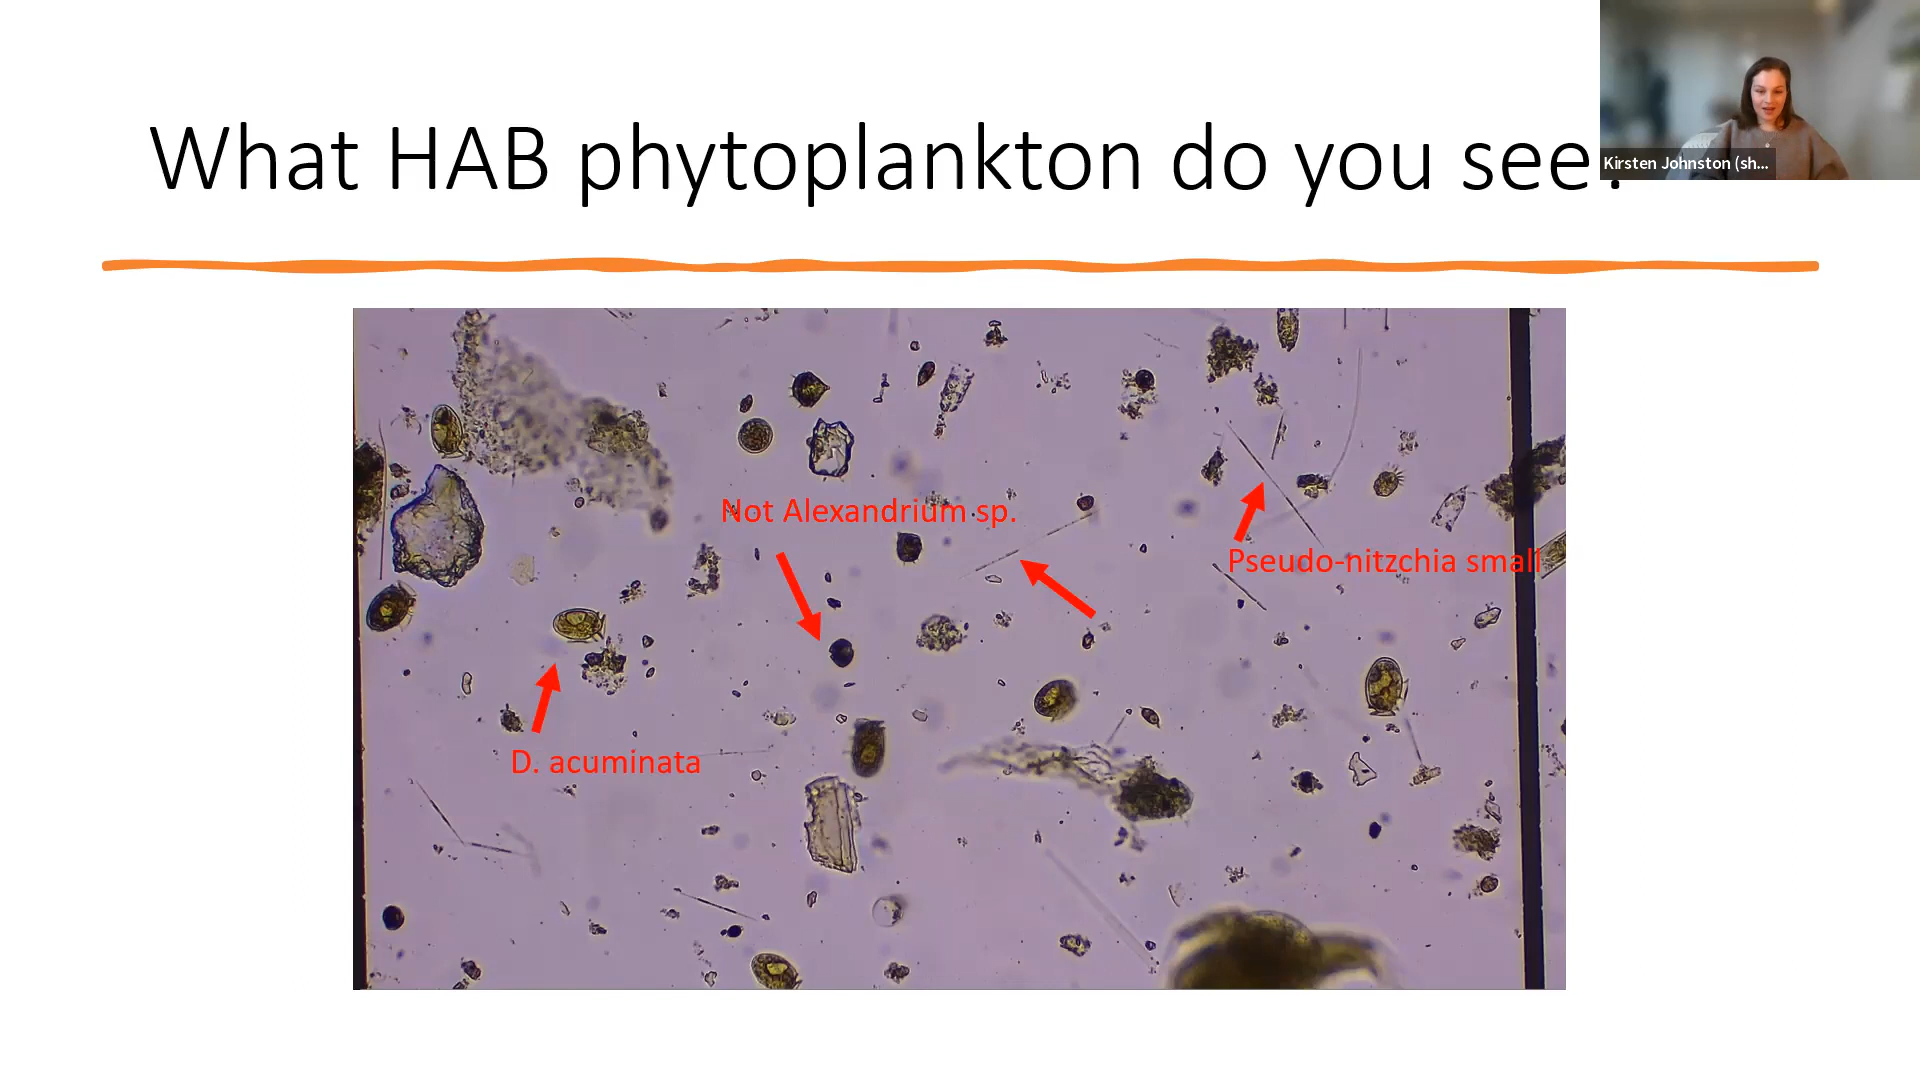 What HAB phytoplankton do you see?
Kirsten Johnston (sh...
Not Alexandrium sp.
Pseudo-nitzchia small
D. acuminata